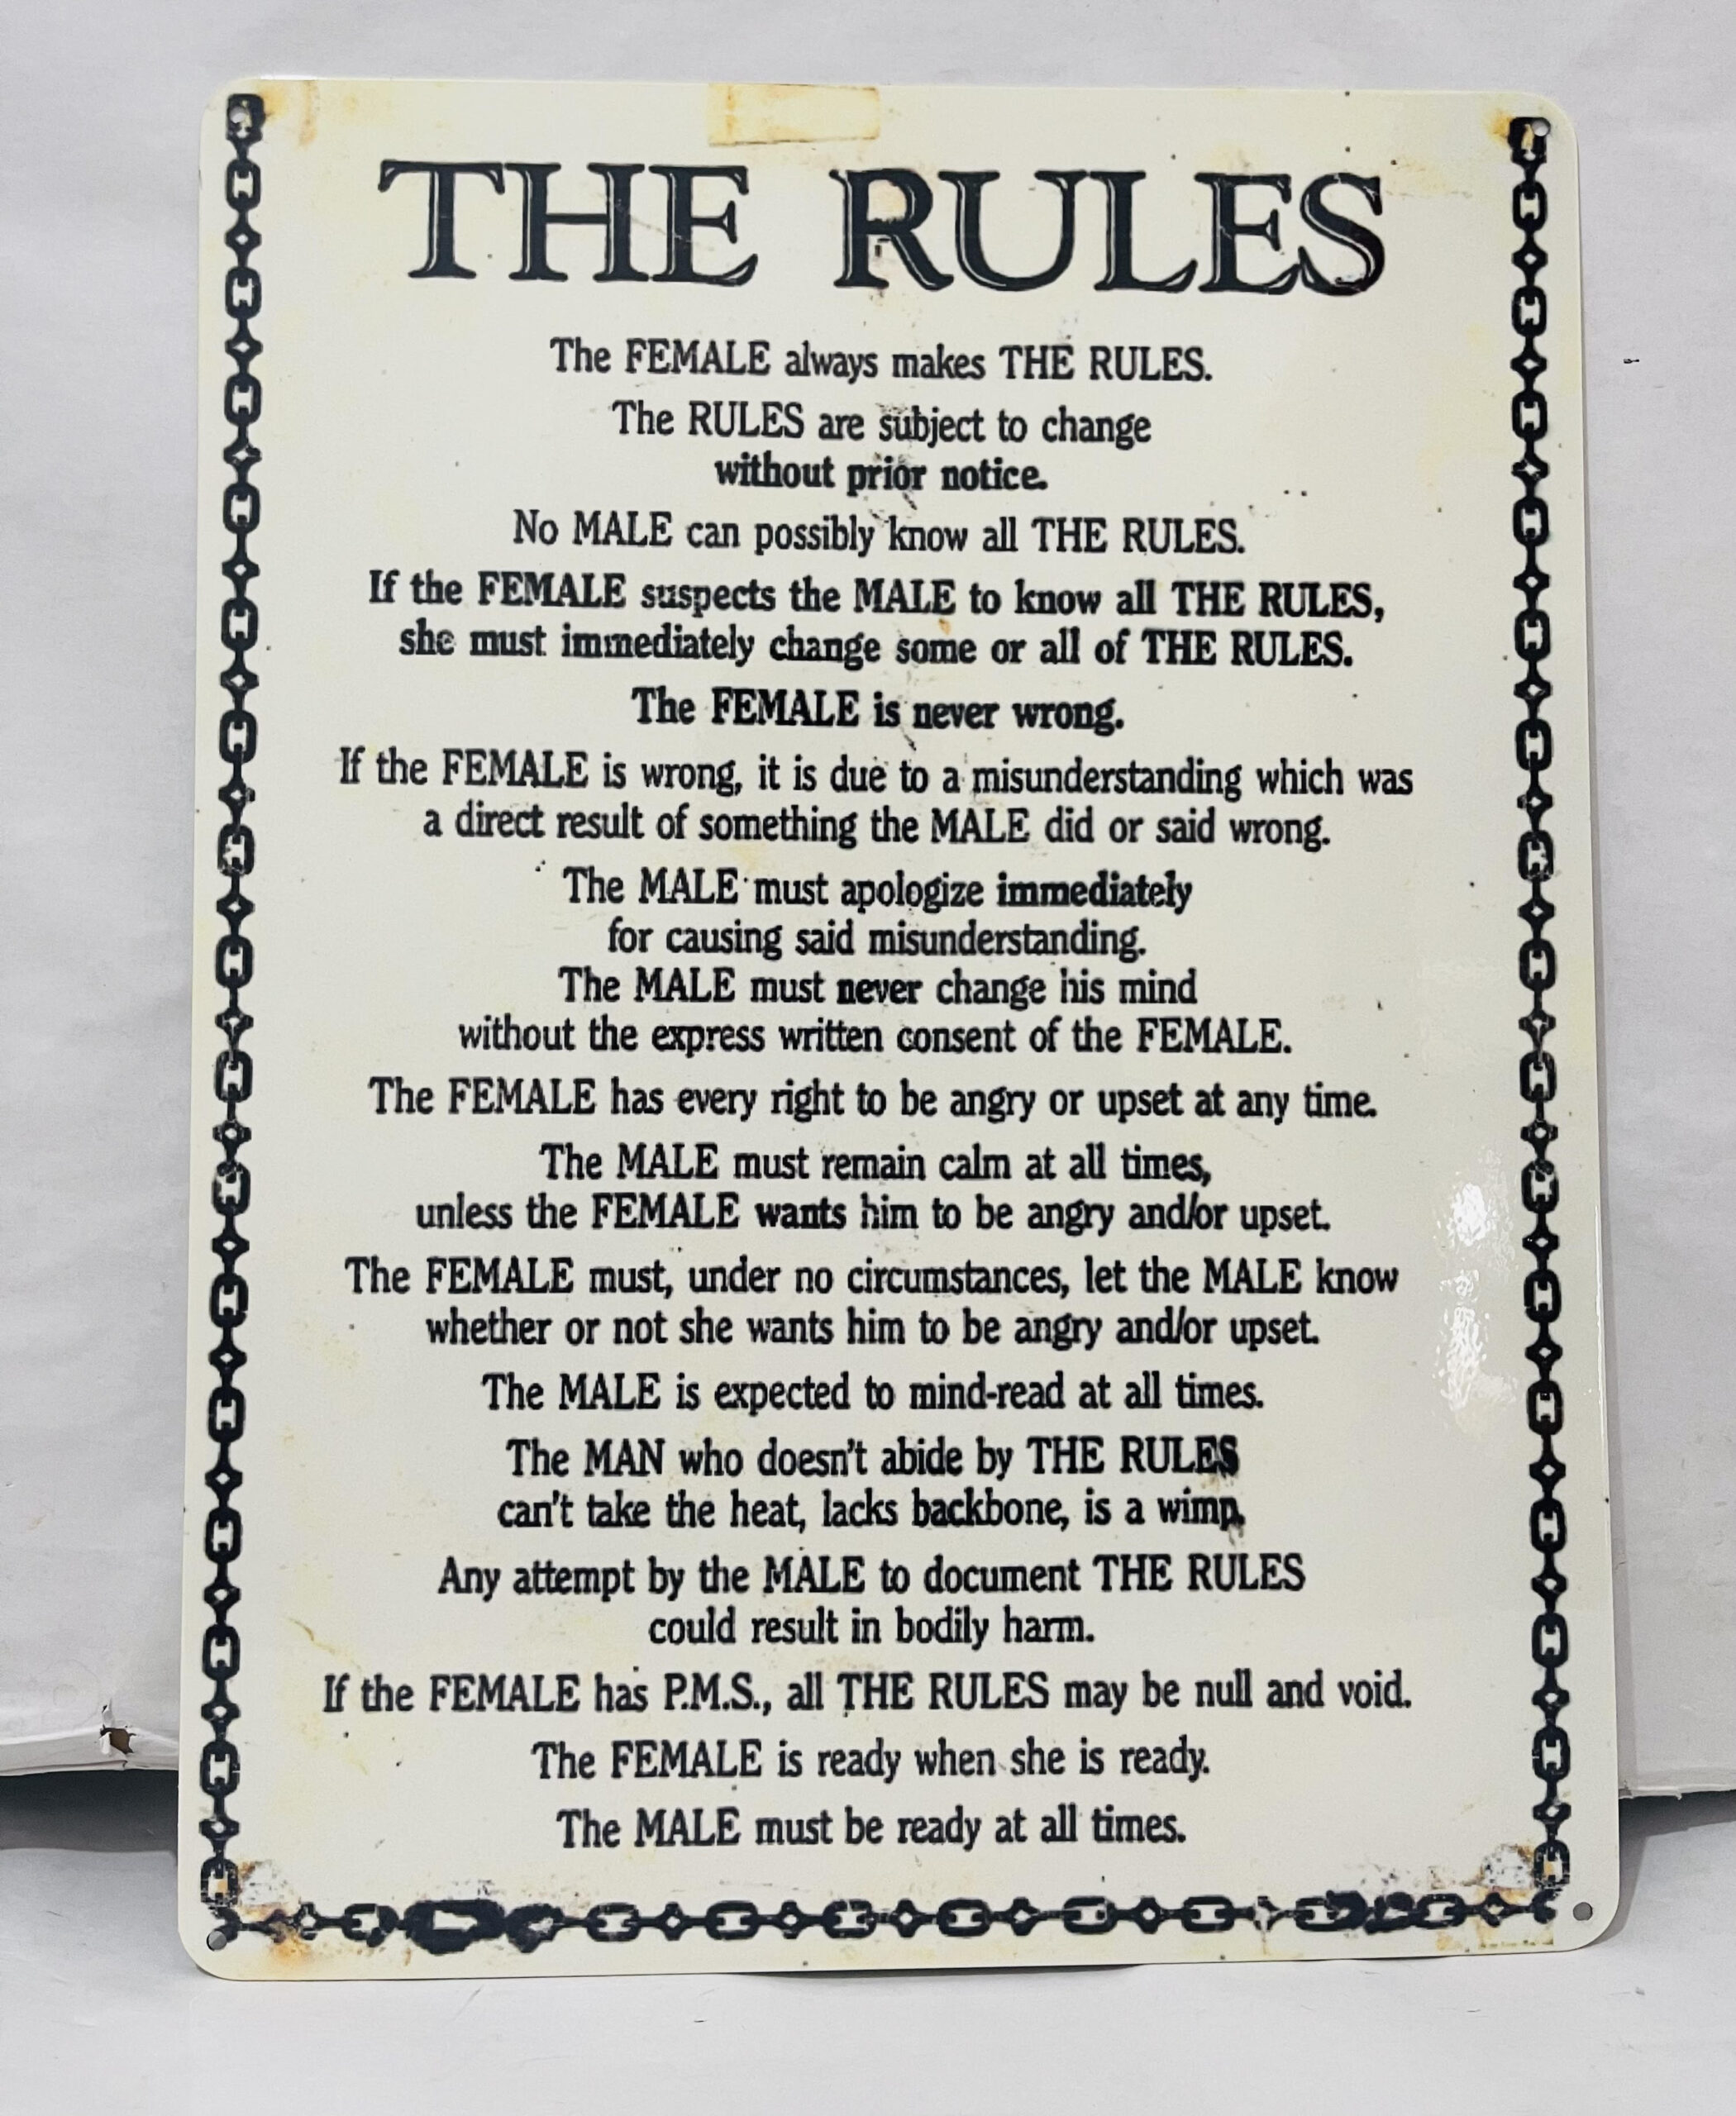 THE RULES
The FEMALE always makes THE RULES.
The RULES are subject to change
without prior notice.
No MALE can possibly know all THE RULES.
If the FEMALE suspects the MALE to know all THE RULES,
she must immediately change some or all of THE RULES.
The FEMALE is never wrong.
If the FEMALE is wrong, it is due to a misunderstanding which was
a direct result of something the MALE did or said wrong.
The MALE must apologize immediately
for causing said misunderstanding.
The MALE must never change his mind
without the express written consent of the FEMALE.
The FEMALE has every right to be angry or upset at any time.
The MALE must remain calm at all times,
unless the FEMALE wants him to be angry and/or upset.
The FEMALE must, under no circumstances, let the MALE know
whether or not she wants him to be angry and/or upset.
The MALE is expected to mind-read at all times.
The MAN who doesn't abide by THE RULES
can't take the heat, lacks backbone, is a wimp.
Any attempt by the MALE to document THE RULES
could result in bodily harm.
If the FEMALE has P.M.S., all THE RULES may be null and void.
The FEMALE is ready when she is ready.
The MALE must be ready at all times.